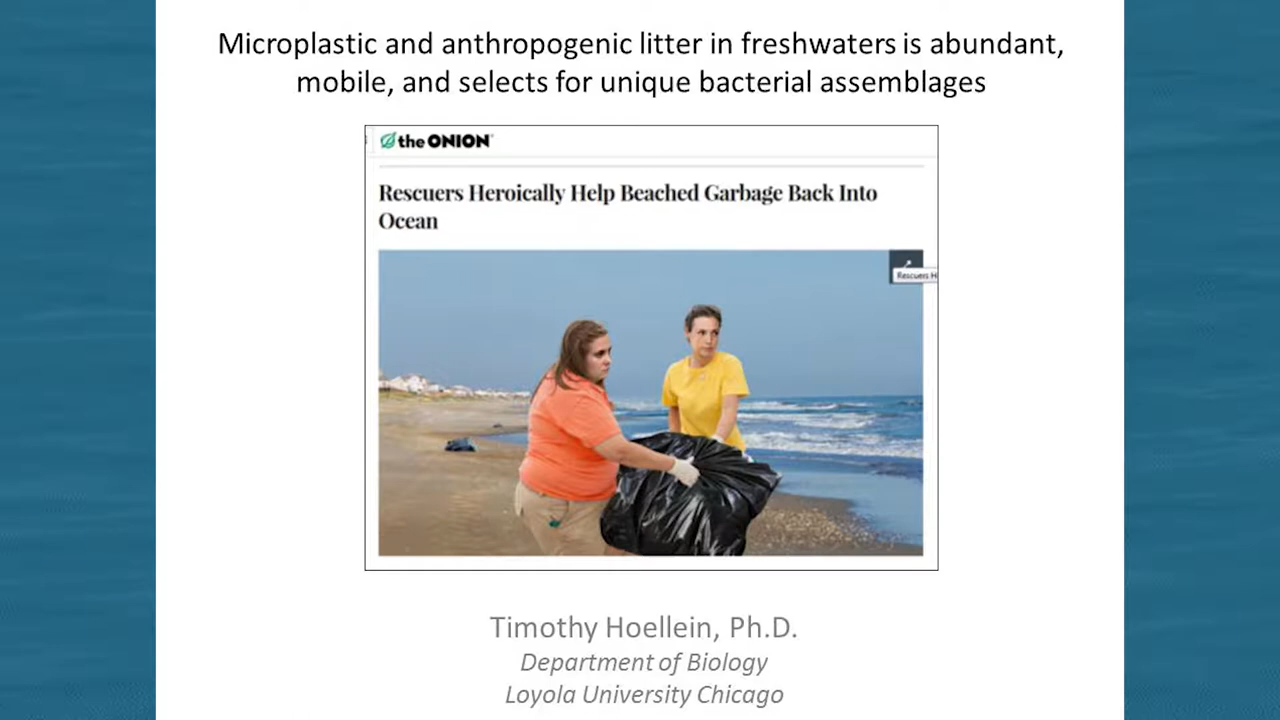 Microplastic and anthropogenic litter in freshwaters is abundant,
mobile, and selects for unique bacterial assemblages
the ONION
Rescuers Heroically Help Beached Garbage Back Into
Ocean
Rescuers H
Timothy Hoellein, Ph.D.
Department of Biology
Loyola University Chicago